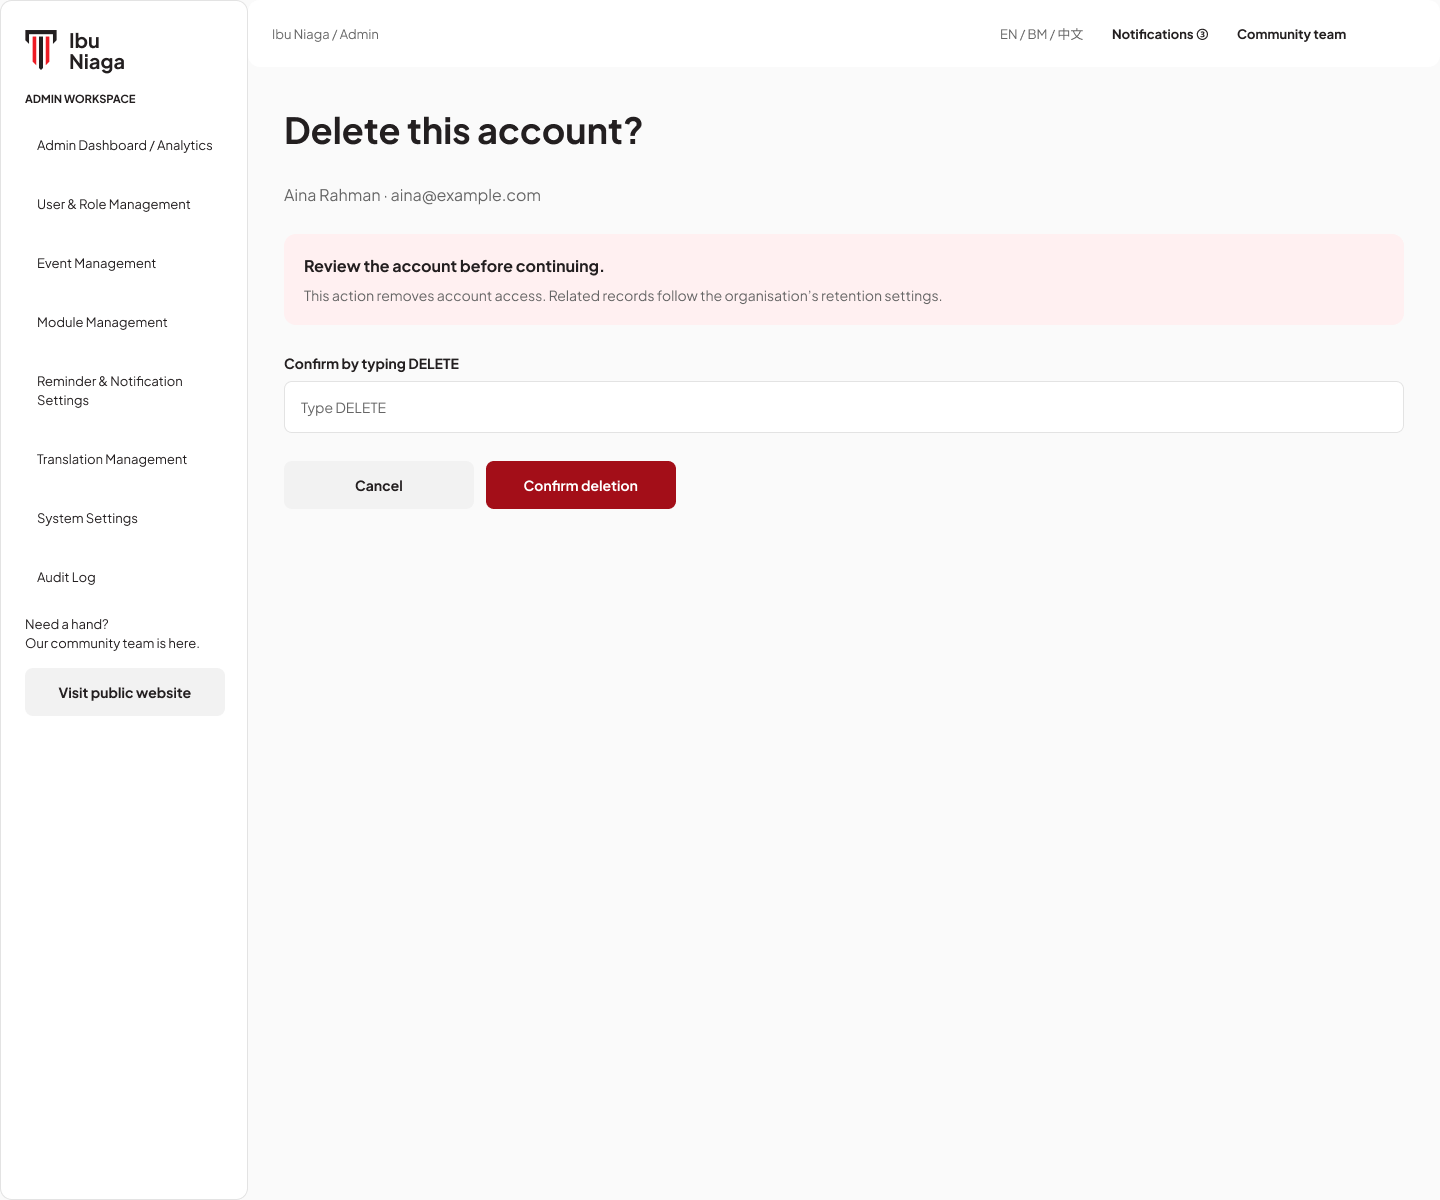 Ibu
Niaga
ADMIN WORKSPACE
Admin Dashboard / Analytics
User & Role Management
Event Management
Module Management
Reminder & Notification
Settings
Translation Management
System Settings
Audit Log
Need a hand?
Our community team is here.
Visit public website
Ibu Niaga / Admin
EN / BM / 中文
Notifications ③
Community team
Delete this account?
Aina Rahman · aina@example.com
Review the account before continuing.
This action removes account access. Related records follow the organisation's retention settings.
Confirm by typing DELETE
Type DELETE
Cancel
Confirm deletion